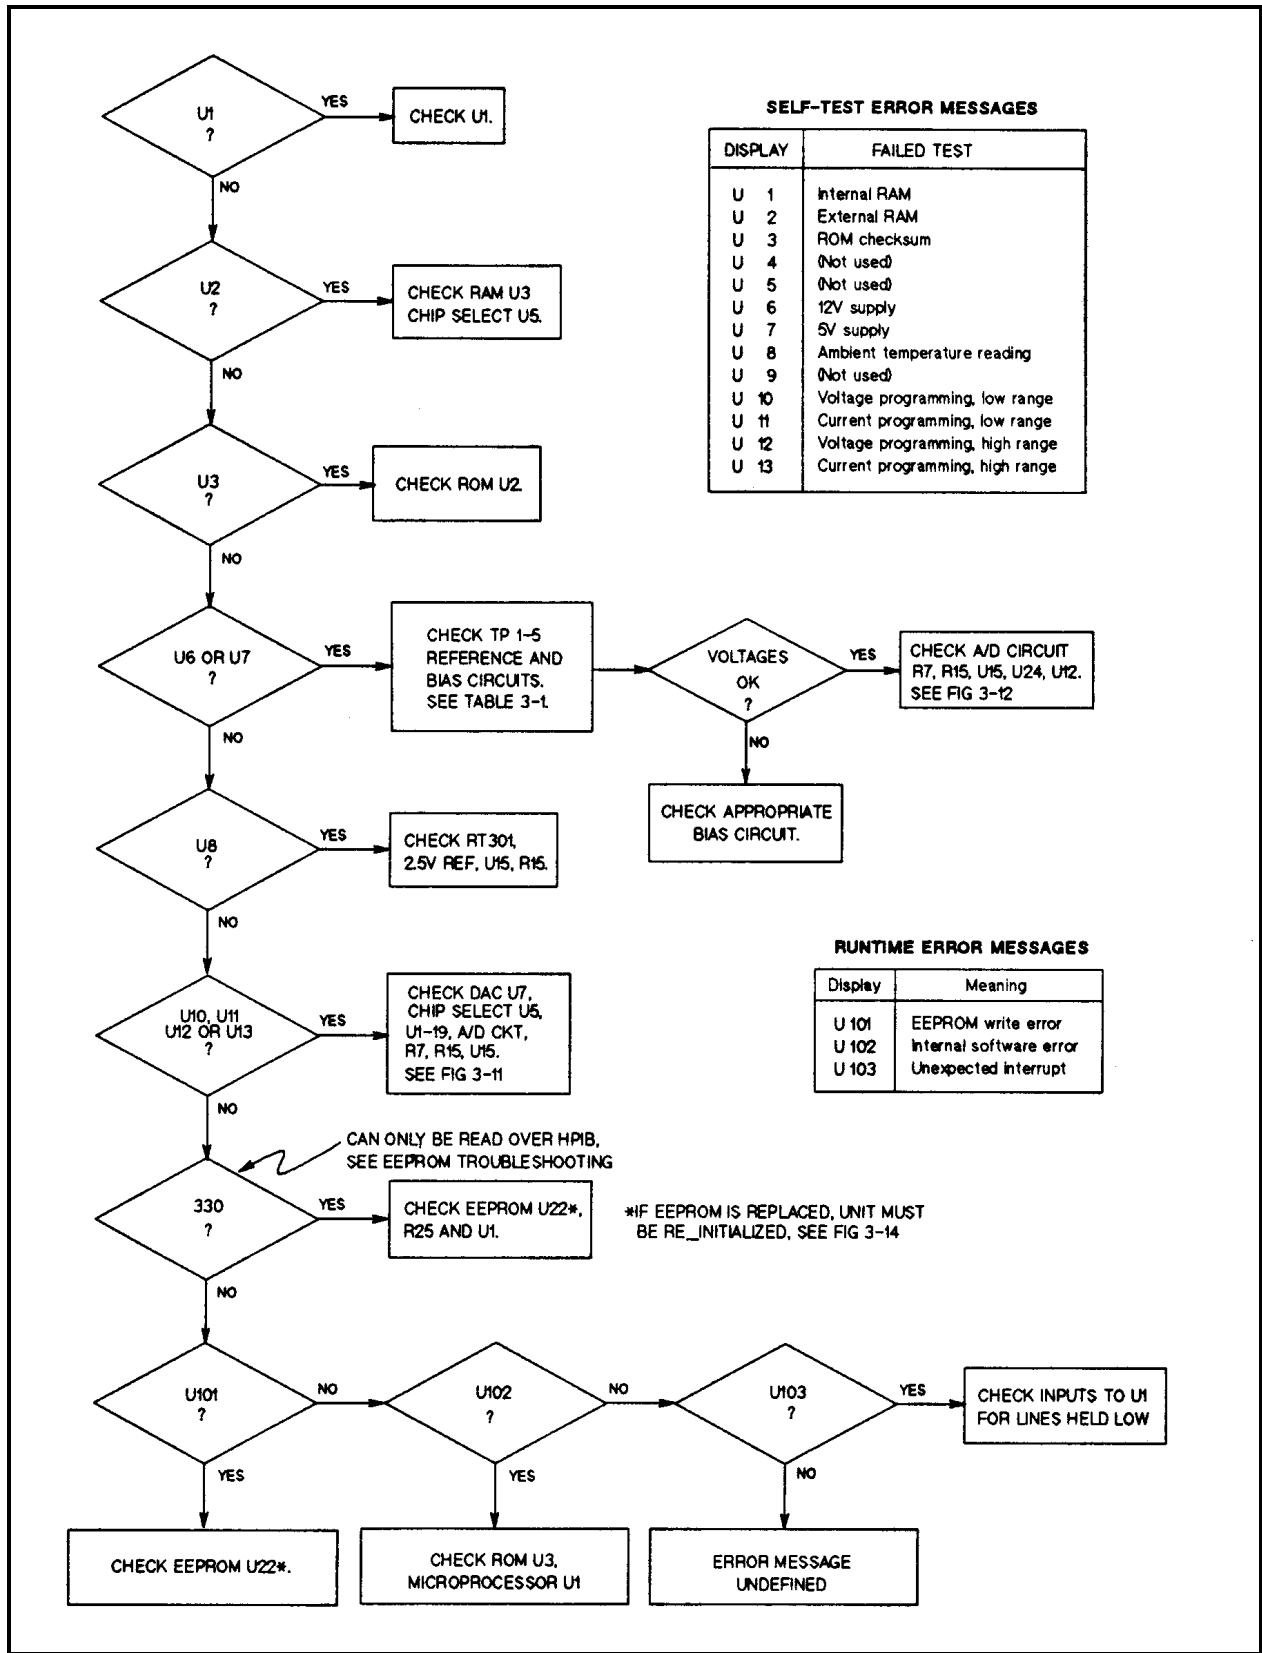 U1
?
YES
CHECK U1.
NO
SELF-TEST ERROR MESSAGES
DISPLAY FAILED TEST
U 1 Internal RAM
U 2 External RAM
U 3 ROM checksum
U 4 (Not used)
U 5 (Not used)
U 6 12V supply
U 7 5V supply
U 8 Ambient temperature reading
U 9 (Not used)
U 10 Voltage programming, low range
U 11 Current programming, low range
U 12 Voltage programming, high range
U 13 Current programming, high range
U2
?
YES
CHECK RAM U3
CHIP SELECT U5.
NO
U3
?
YES
CHECK ROM U2.
NO
U6 OR U7
?
YES
CHECK TP 1-5
REFERENCE AND
BIAS CIRCUITS.
SEE TABLE 3-1.
VOLTAGES
OK
?
YES
CHECK A/D CIRCUIT
R7, R15, U15, U24, U12.
SEE FIG 3-12
NO
CHECK APPROPRIATE
BIAS CIRCUIT.
NO
U8
?
YES
CHECK RT301,
2.5V REF, U15, R15.
NO
U10, U11
U12 OR U13
?
YES
CHECK DAC U7,
CHIP SELECT U5,
U1-19, A/D CKT,
R7, R15, U15.
SEE FIG 3-11
NO
RUNTIME ERROR MESSAGES
Display Meaning
U 101 EEPROM write error
U 102 Internal software error
U 103 Unexpected interrupt
CAN ONLY BE READ OVER HPIB,
SEE EEPROM TROUBLESHOOTING
330
?
YES
CHECK EEPROM U22*,
R25 AND U1.
*IF EEPROM IS REPLACED, UNIT MUST
BE RE_INITIALIZED, SEE FIG 3-14
NO
U101
?
NO
U102
?
NO
U103
?
YES
CHECK INPUTS TO U1
FOR LINES HELD LOW
YES
YES
NO
CHECK EEPROM U22*.
CHECK ROM U3,
MICROPROCESSOR U1
ERROR MESSAGE
UNDEFINED